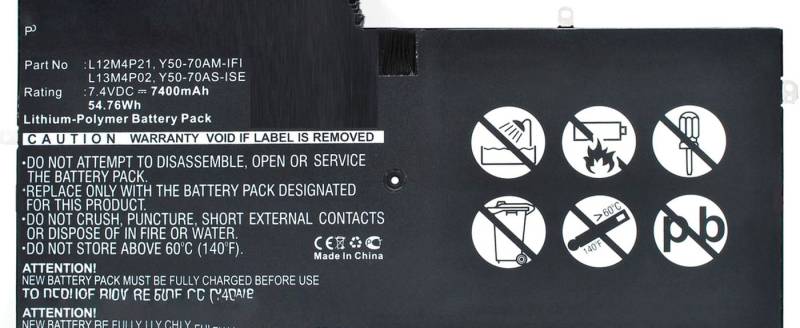 Part No :L12M4P21, Y50-70AM-IFI
L13M4P02, Y50-70AS-ISE
Rating :7.4VDC ⎓ 7400mAh
54.76Wh
Lithium-Polymer Battery Pack
CAUTION WARRANTY VOID IF LABEL IS REMOVED
•DO NOT ATTEMPT TO DISASSEMBLE, OPEN OR SERVICE
THE BATTERY PACK.
•REPLACE ONLY WITH THE BATTERY PACK DESIGNATED
FOR THIS PRODUCT.
•DO NOT CRUSH, PUNCTURE, SHORT EXTERNAL CONTACTS
OR DISPOSE OF IN FIRE OR WATER.
•DO NOT STORE ABOVE 60°C (140°F).
CE
Made In China
ATTENTION!
NEW BATTERY PACK MUST BE FULLY CHARGED BEFORE USE
ATTENTION!
NEW BATTERY
>60°C
140°F
pb